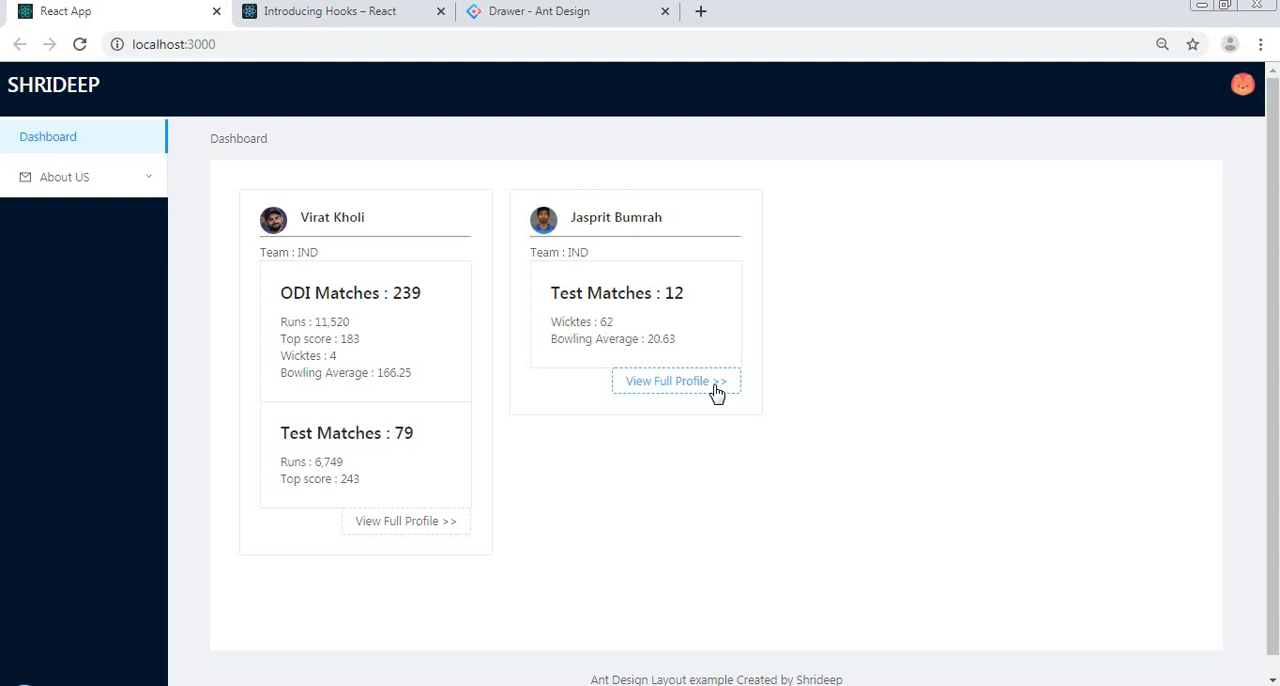 React App
Introducing Hooks – React
Drawer - Ant Design
localhost:3000
SHRIDEEP
Dashboard
About US
Dashboard
Virat Kholi
Team : IND
ODI Matches : 239
Runs : 11,520
Top score : 183
Wicktes : 4
Bowling Average : 166.25
Test Matches : 79
Runs : 6,749
Top score : 243
View Full Profile >>
Jasprit Bumrah
Team : IND
Test Matches : 12
Wicktes : 62
Bowling Average : 20.63
View Full Profile >>
Ant Design Layout example Created by Shrideep